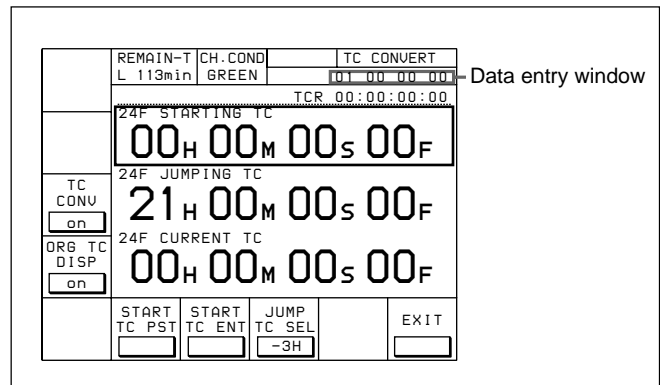 REMAIN-T CH.COND TC CONVERT
L 113min GREEN 01 00 00 00
Data entry window
TCR 00:00:00:00
24F STARTING TC
00H 00M 00S 00F
24F JUMPING TC
21H 00M 00S 00F
TC
CONV
on
24F CURRENT TC
00H 00M 00S 00F
ORG TC
DISP
on
START
TC PST
START
TC ENT
JUMP
TC SEL
-3H
EXIT